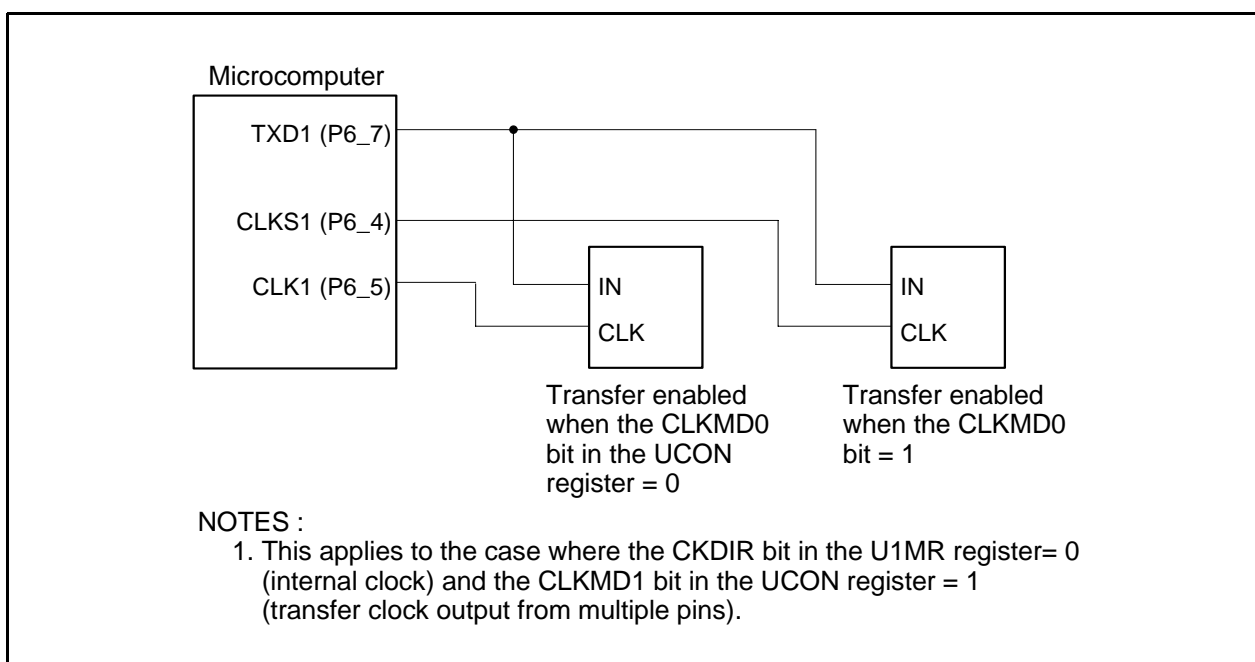 Microcomputer
TXD1 (P6_7)
CLKS1 (P6_4)
CLK1 (P6_5)
IN
CLK
IN
CLK
Transfer enabled
when the CLKMD0
bit in the UCON
register = 0
Transfer enabled
when the CLKMD0
bit = 1
NOTES :
1. This applies to the case where the CKDIR bit in the U1MR register= 0
(internal clock) and the CLKMD1 bit in the UCON register = 1
(transfer clock output from multiple pins).